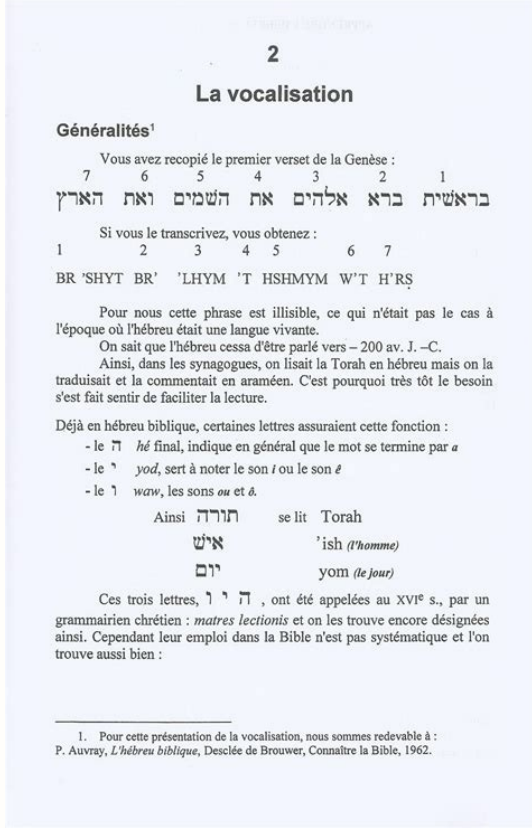 2
La vocalisation
Généralités¹
Vous avez recopié le premier verset de la Genèse :
7 6 5 4 3 2 1
בראשית ברא אלהים את השמים ואת הארץ
Si vous le transcrivez, vous obtenez :
1 2 3 4 5 6 7
BR 'SHYT BR' 'LHYM 'T HSHMYM W'T H'RṢ
Pour nous cette phrase est illisible, ce qui n'était pas le cas à
l'époque où l'hébreu était une langue vivante.
On sait que l'hébreu cessa d'être parlé vers – 200 av. J. –C.
Ainsi, dans les synagogues, on lisait la Torah en hébreu mais on la
traduisait et la commentait en araméen. C'est pourquoi très tôt le besoin
s'est fait sentir de faciliter la lecture.
Déjà en hébreu biblique, certaines lettres assuraient cette fonction :
- le ה hé final, indique en général que le mot se termine par a
- le י yod, sert à noter le son i ou le son ê
- le ו waw, les sons ou et ô.
Ainsi תורה se lit Torah
איש 'ish (l'homme)
יום yom (le jour)
Ces trois lettres, ה י ו , ont été appelées au XVIe s., par un
grammairien chrétien : matres lectionis et on les trouve encore désignées
ainsi. Cependant leur emploi dans la Bible n'est pas systématique et l'on
trouve aussi bien :
1. Pour cette présentation de la vocalisation, nous sommes redevable à :
P. Auvray, L'hébreu biblique, Desclée de Brouwer, Connaître la Bible, 1962.